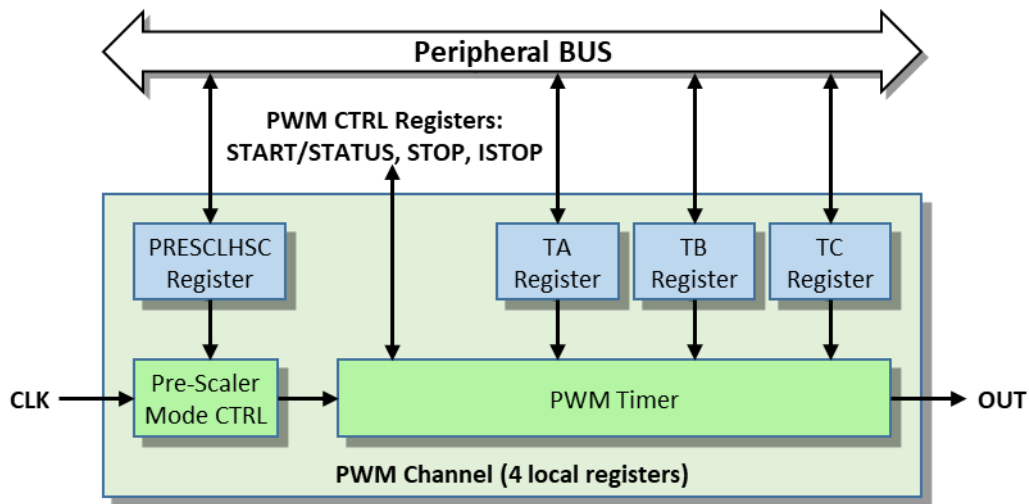 Peripheral BUS
PWM CTRL Registers:
START/STATUS, STOP, ISTOP
PRESCLHSC
Register
TA
Register
TB
Register
TC
Register
CLK
Pre-Scaler
Mode CTRL
PWM Timer
OUT
PWM Channel (4 local registers)